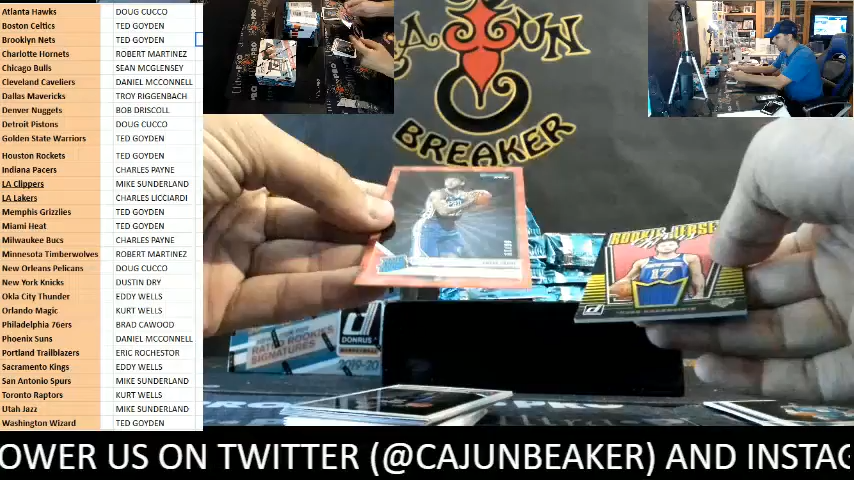 Atlanta Hawks DOUG CUCCO
Boston Celtics TED GOYDEN
Brooklyn Nets TED GOYDEN
Charlotte Hornets ROBERT MARTINEZ
Chicago Bulls SEAN MCGLENSEY
Cleveland Caveliers DANIEL MCCONNELL
Dallas Mavericks TROY RIGGENBACH
Denver Nuggets BOB DRISCOLL
Detroit Pistons DOUG CUCCO
Golden State Warriors TED GOYDEN
Houston Rockets TED GOYDEN
Indiana Pacers CHARLES PAYNE
LA Clippers MIKE SUNDERLAND
LA Lakers CHARLES LICCIARDI
Memphis Grizzlies TED GOYDEN
Miami Heat TED GOYDEN
Milwaukee Bucs CHARLES PAYNE
Minnesota Timberwolves ROBERT MARTINEZ
New Orleans Pelicans DOUG CUCCO
New York Knicks DUSTIN DRY
Okla City Thunder EDDY WELLS
Orlando Magic KURT WELLS
Philadelphia 76ers BRAD CAWOOD
Phoenix Suns DANIEL MCCONNELL
Portland Trailblazers ERIC ROCHESTOR
Sacramento Kings EDDY WELLS
San Antonio Spurs MIKE SUNDERLAND
Toronto Raptors KURT WELLS
Utah Jazz MIKE SUNDERLAND
Washington Wizard TED GOYDEN
BREAKER
ROOKIE JERSEY
17
RATED ROOKIES
SIGNATURES
DONRUS
2019-20
OWER US ON TWITTER (@CAJUNBEAKER) AND INSTAG